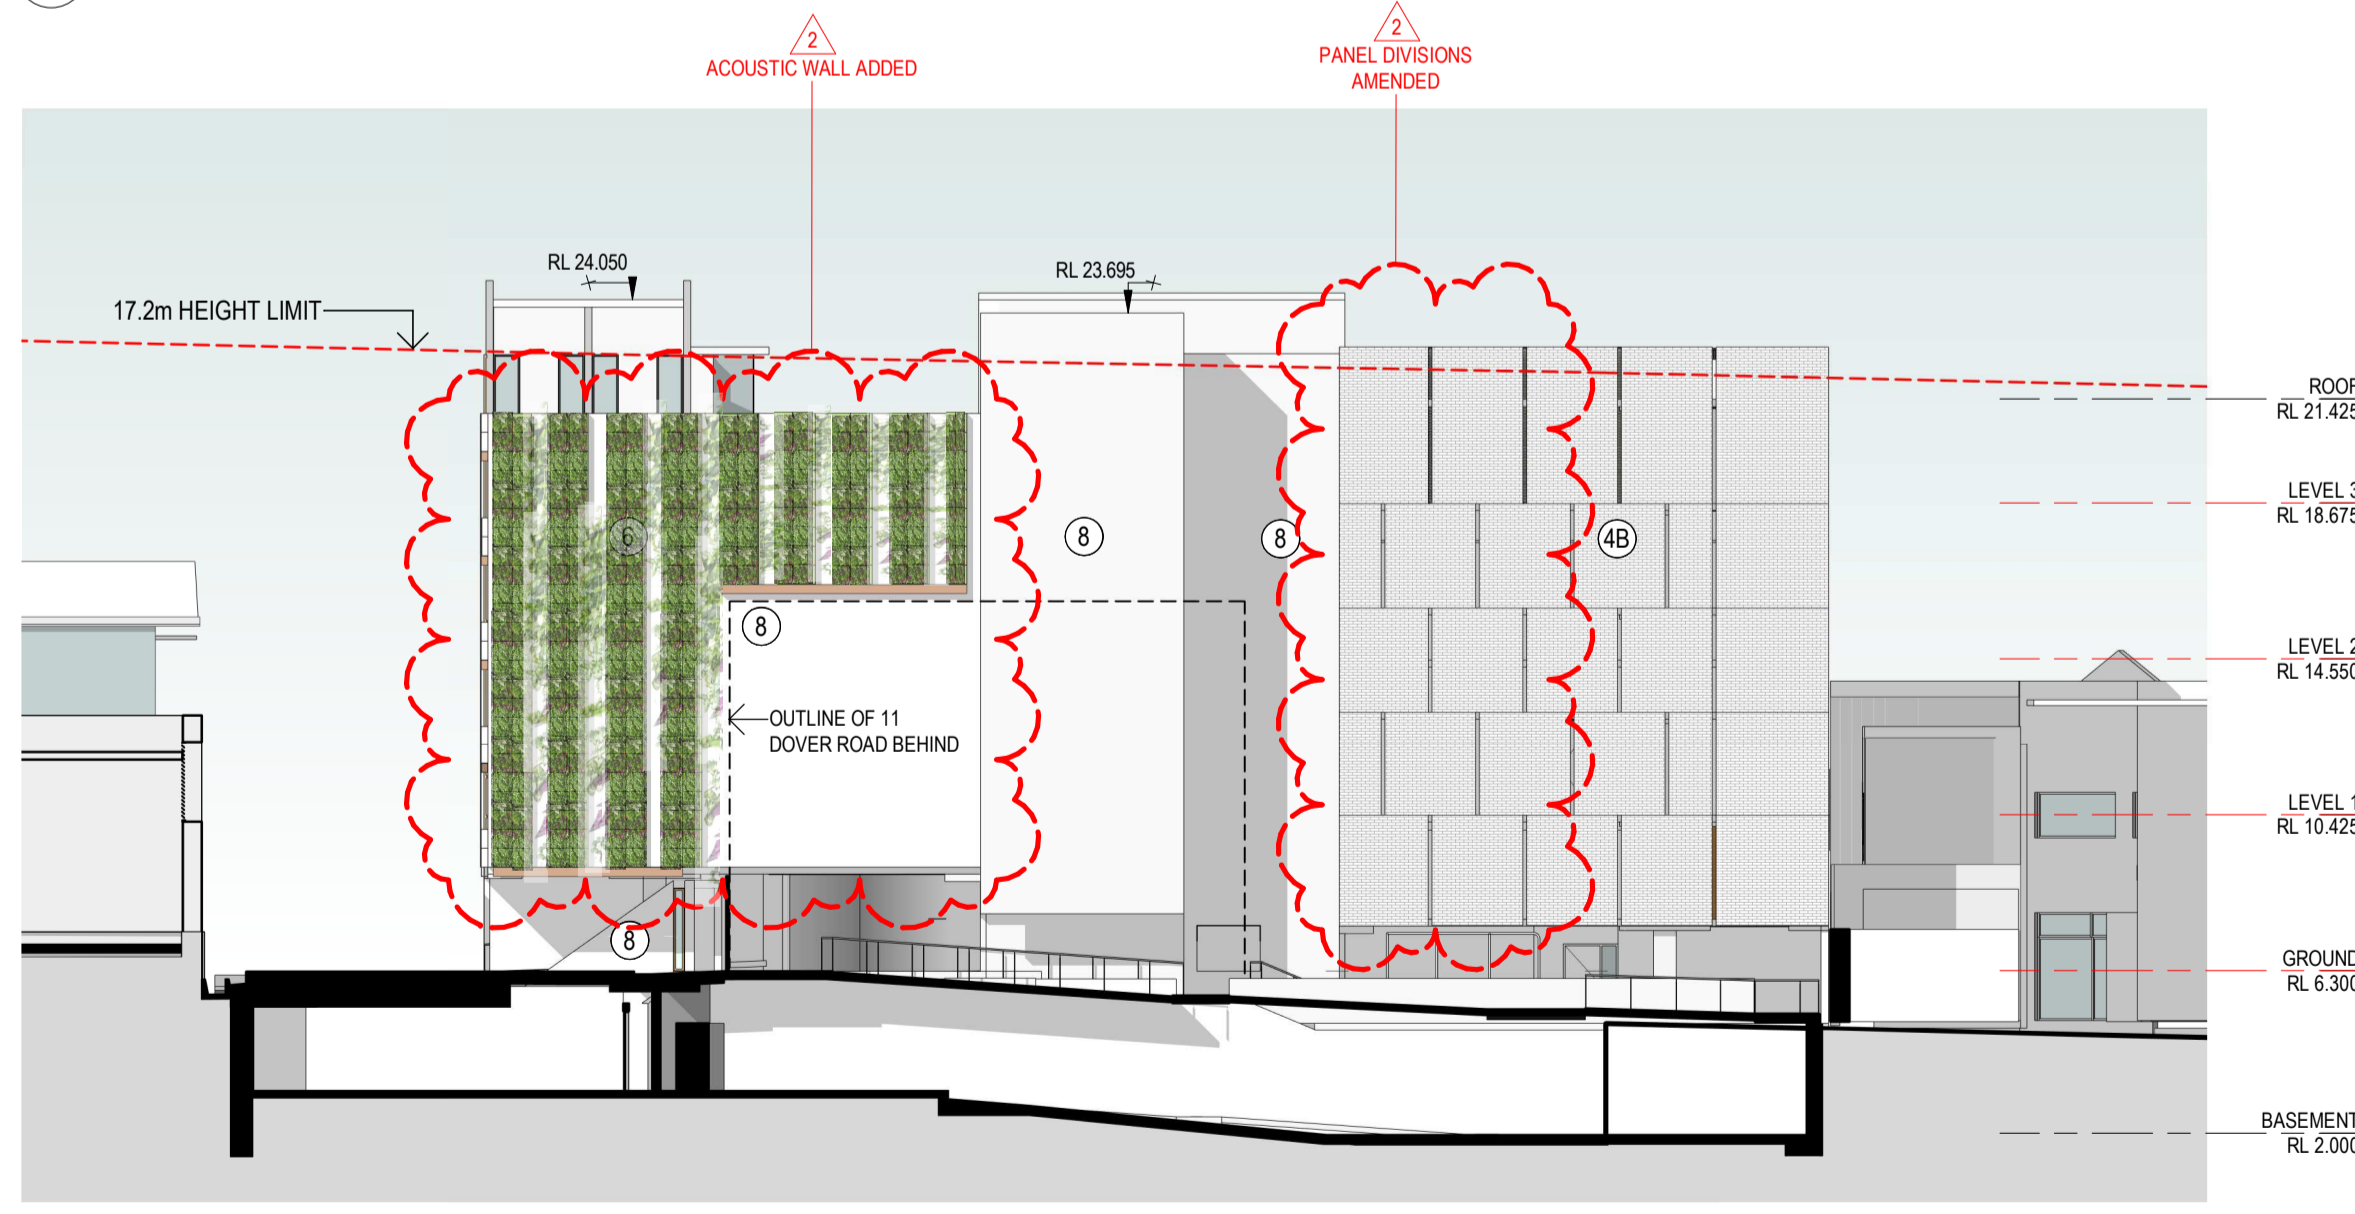 2
ACOUSTIC WALL ADDED
2
PANEL DIVISIONS
AMENDED
RL 24.050
RL 23.695
17.2m HEIGHT LIMIT
ROOF
RL 21.425
LEVEL 3
RL 18.675
6
8
8
4B
8
LEVEL 2
RL 14.550
OUTLINE OF 11
DOVER ROAD BEHIND
LEVEL 1
RL 10.425
8
GROUND
RL 6.300
BASEMENT
RL 2.000